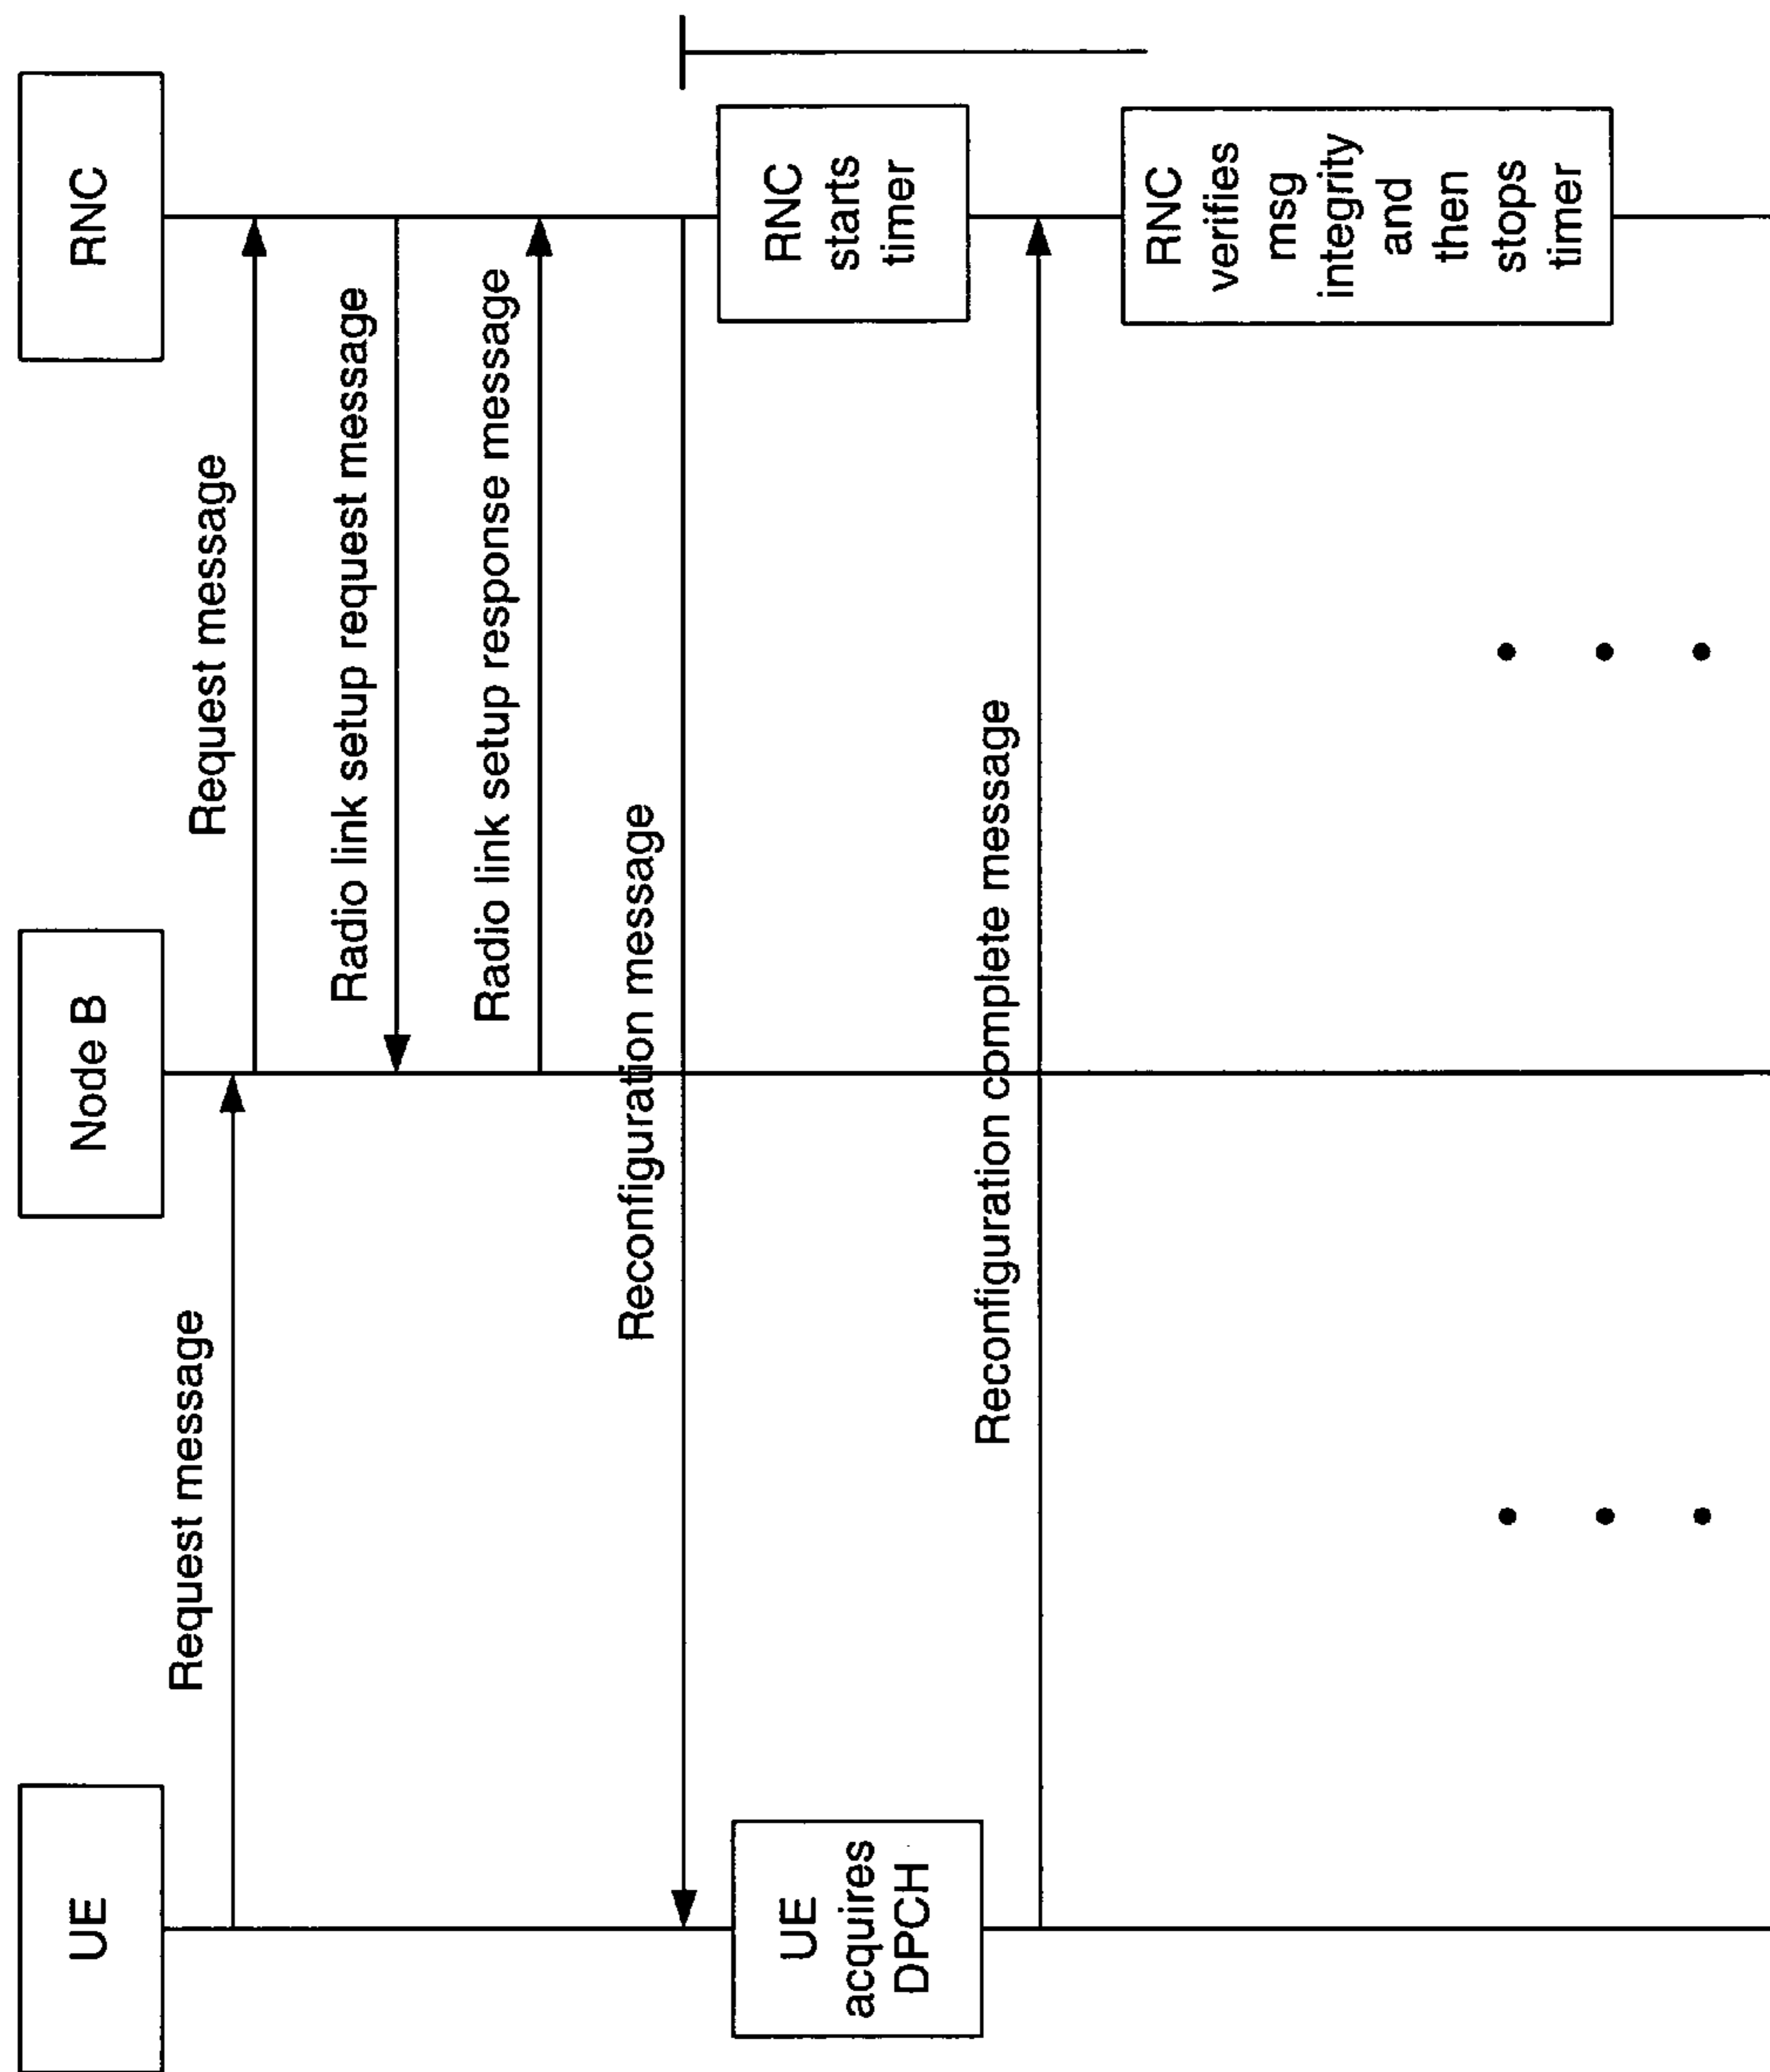 UE
Node B
RNC
Request message
Request message
Radio link setup request message
Radio link setup response message
Reconfiguration message
UE
acquires
DPCH
RNC
starts
timer
Reconfiguration complete message
RNC
verifies
msg
integrity
and
then
stops
timer